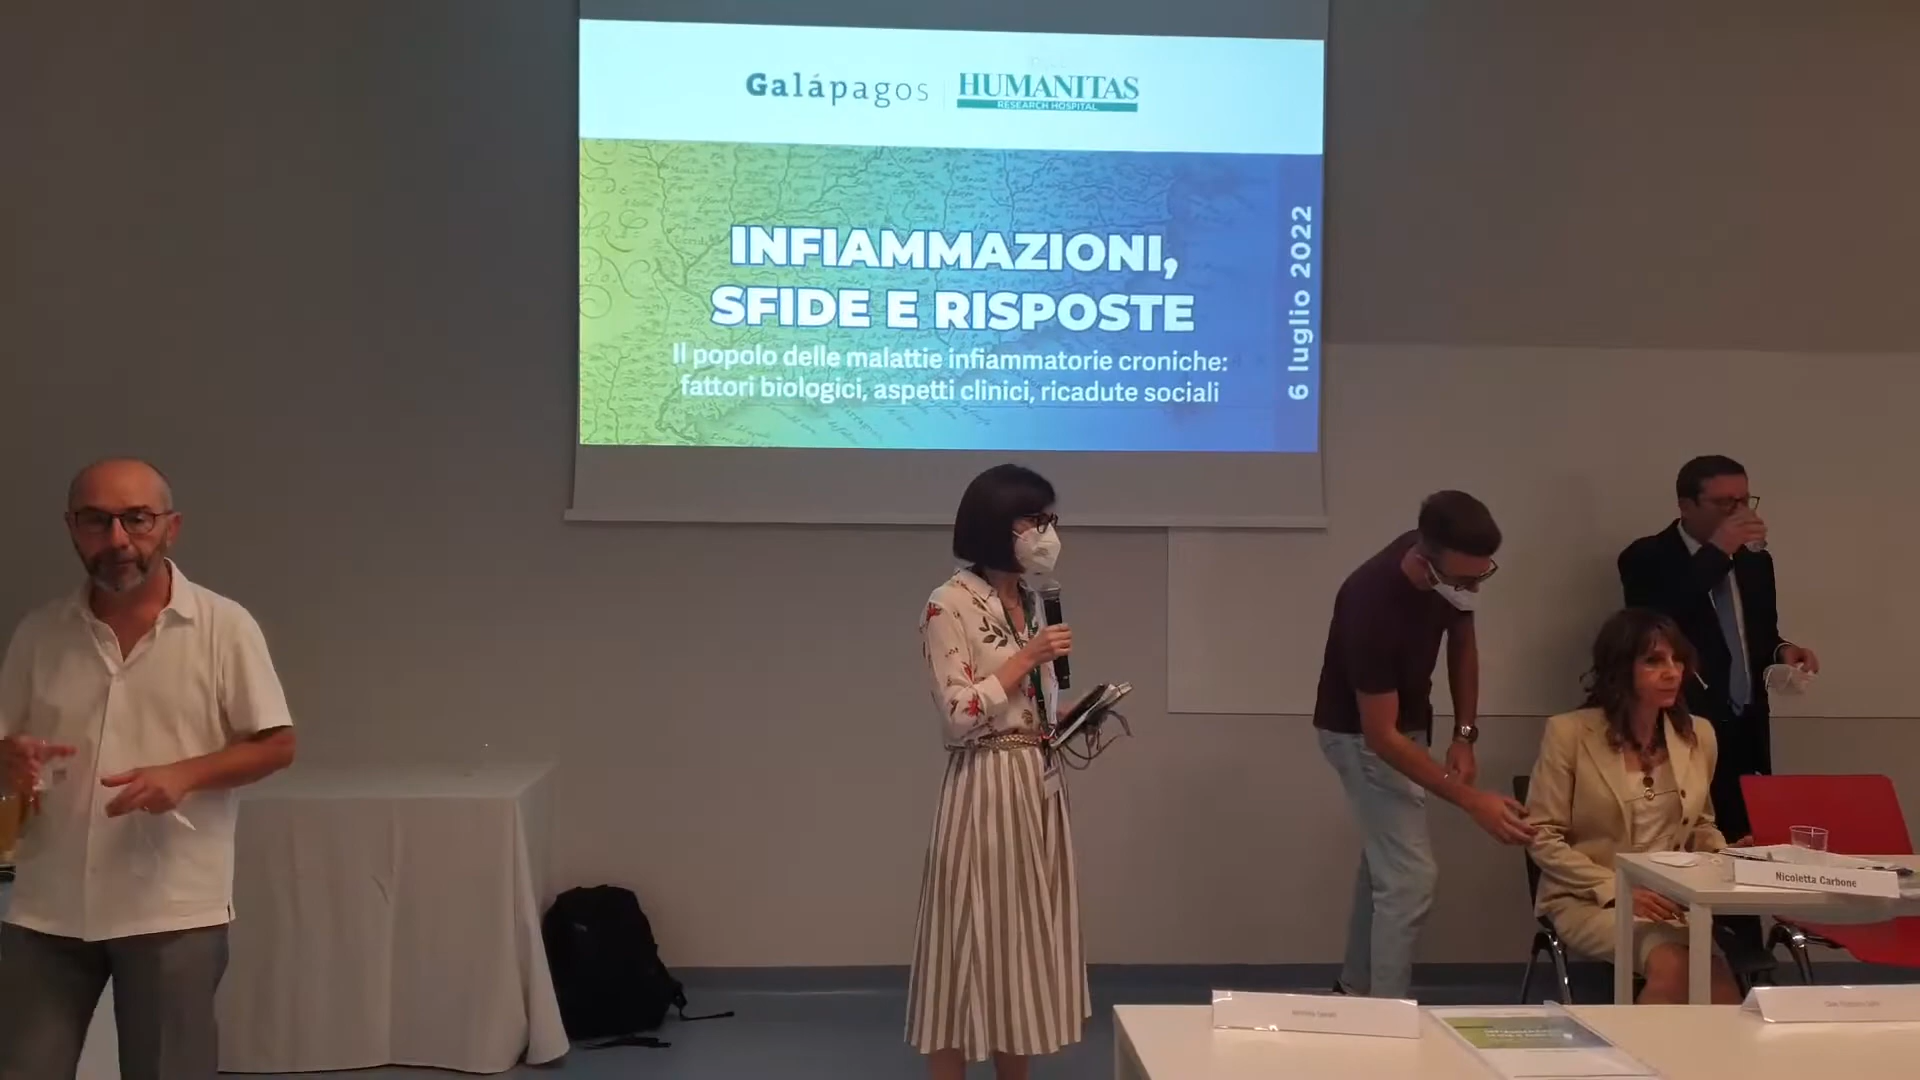 Galápagos
HUMANITAS
RESEARCH HOSPITAL
INFIAMMAZIONI,
SFIDE E RISPOSTE
Il popolo delle malattie infiammatorie croniche:
fattori biologici, aspetti clinici, ricadute sociali
6 luglio 2022
Nicoletta Carbone